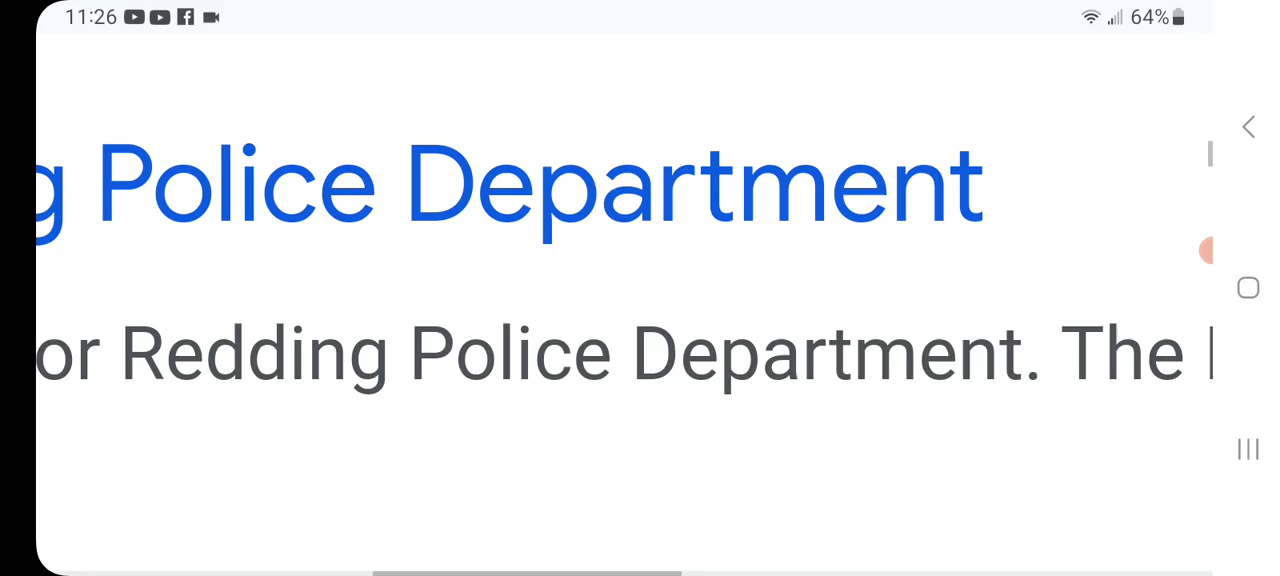 11:26 64%
g Police Department
or Redding Police Department. The